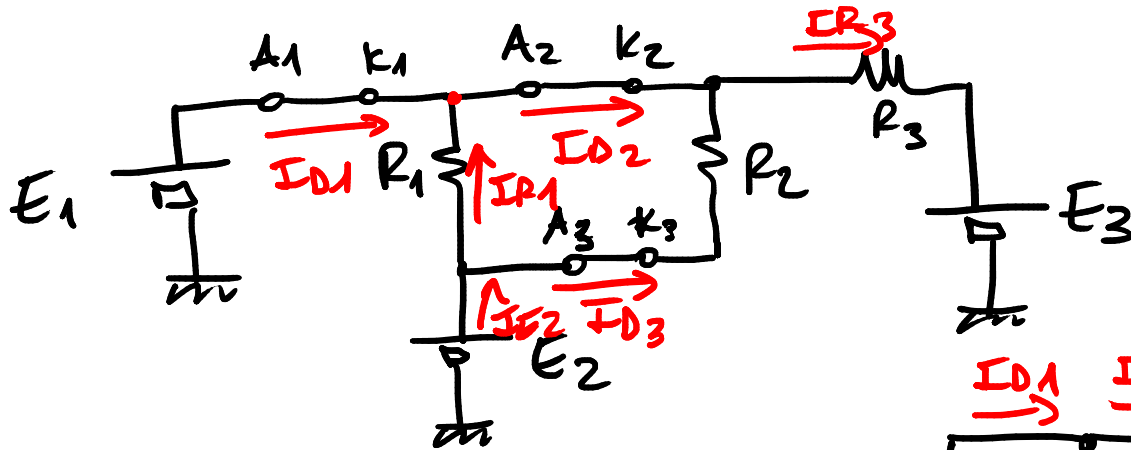 IR3
A1 K1 A2 K2
ID1 ID2 R3
R1 IR1 R2
E1 A3 K3 E3
IE2 ID3
E2
ID1 I